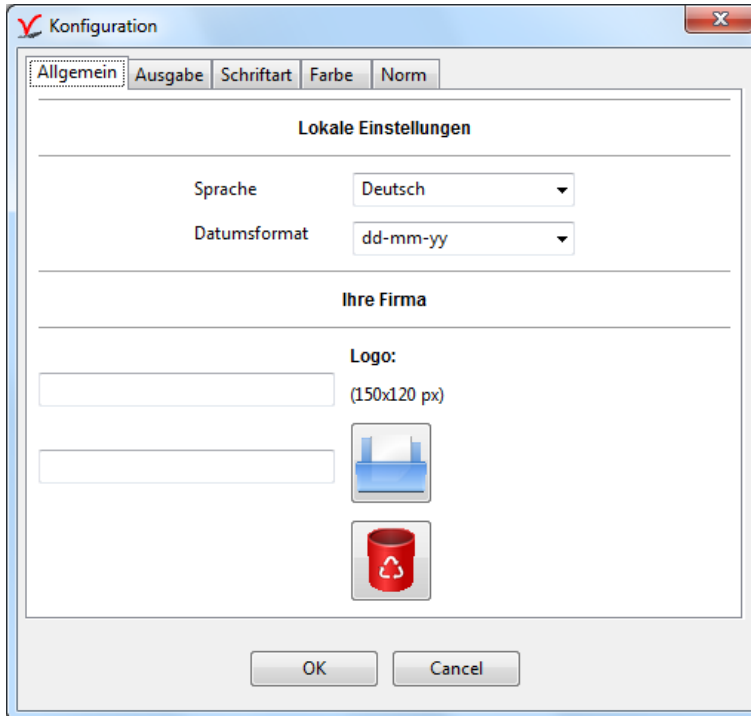 Konfiguration
Allgemein Ausgabe Schriftart Farbe Norm
Lokale Einstellungen
Sprache Deutsch
Datumsformat dd-mm-yy
Ihre Firma
Logo:
(150x120 px)
OK Cancel